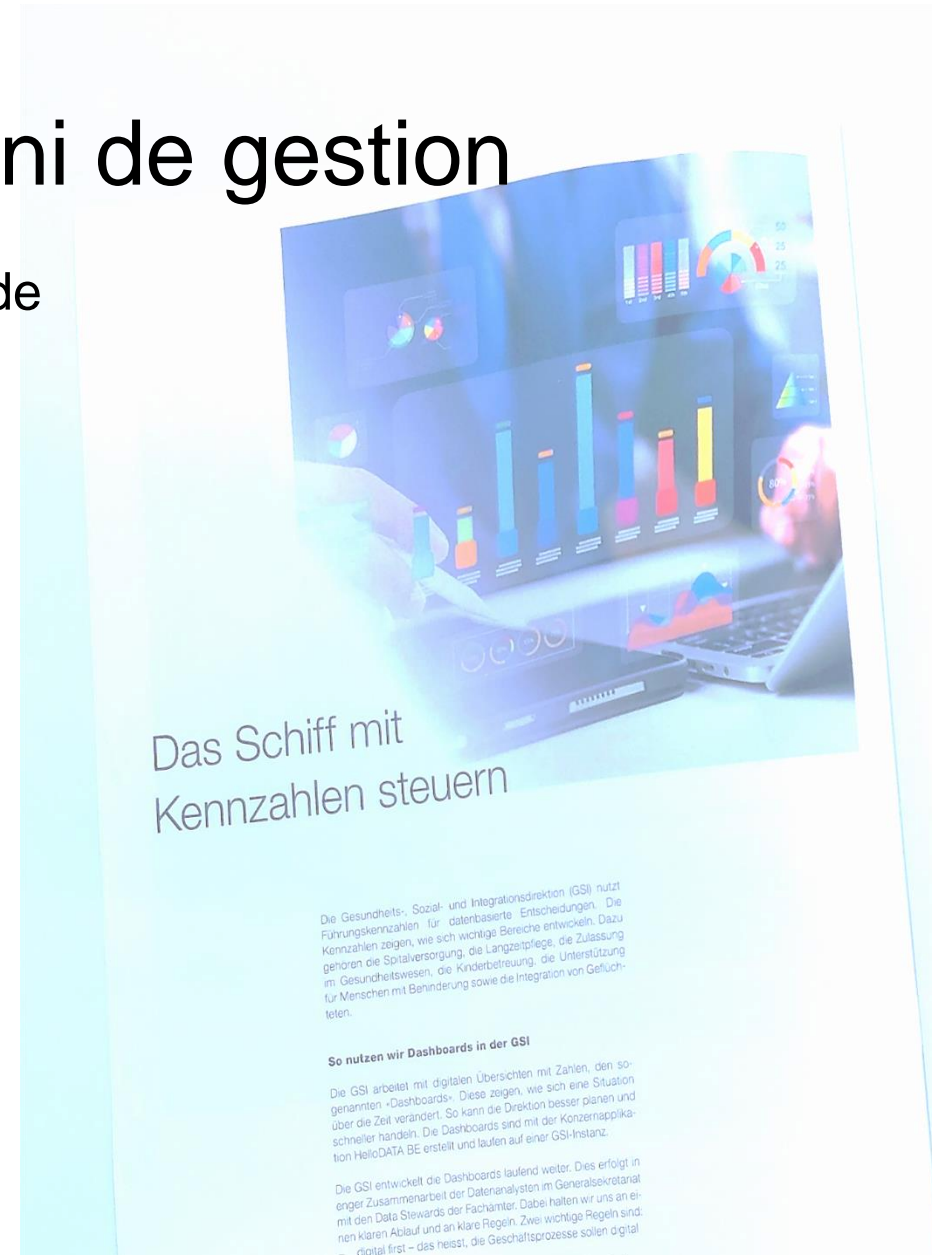 ni de gestion
de
50
25
25
80%
Das Schiff mit
Kennzahlen steuern
Die Gesundheits-, Sozial- und Integrationsdirektion (GSI) nutzt
Führungskennzahlen für datenbasierte Entscheidungen. Die
Kennzahlen zeigen, wie sich wichtige Bereiche entwickeln. Dazu
gehören die Spitalversorgung, die Langzeitpflege, die Zulassung
im Gesundheitswesen, die Kinderbetreuung, die Unterstützung
für Menschen mit Behinderung sowie die Integration von Geflüch-
teten.
So nutzen wir Dashboards in der GSI
Die GSI arbeitet mit digitalen Übersichten mit Zahlen, den so-
genannten «Dashboards». Diese zeigen, wie sich eine Situation
über die Zeit verändert. So kann die Direktion besser planen und
schneller handeln. Die Dashboards sind mit der Konzernapplika-
tion HelloDATA BE erstellt und laufen auf einer GSI-Instanz.
Die GSI entwickelt die Dashboards laufend weiter. Dies erfolgt in
enger Zusammenarbeit der Datenanalysten im Generalsekretariat
mit den Data Stewards der Fachämter. Dabei halten wir uns an ei-
nen klaren Ablauf und an klare Regeln. Zwei wichtige Regeln sind:
digital first – das heisst, die Geschäftsprozesse sollen digital